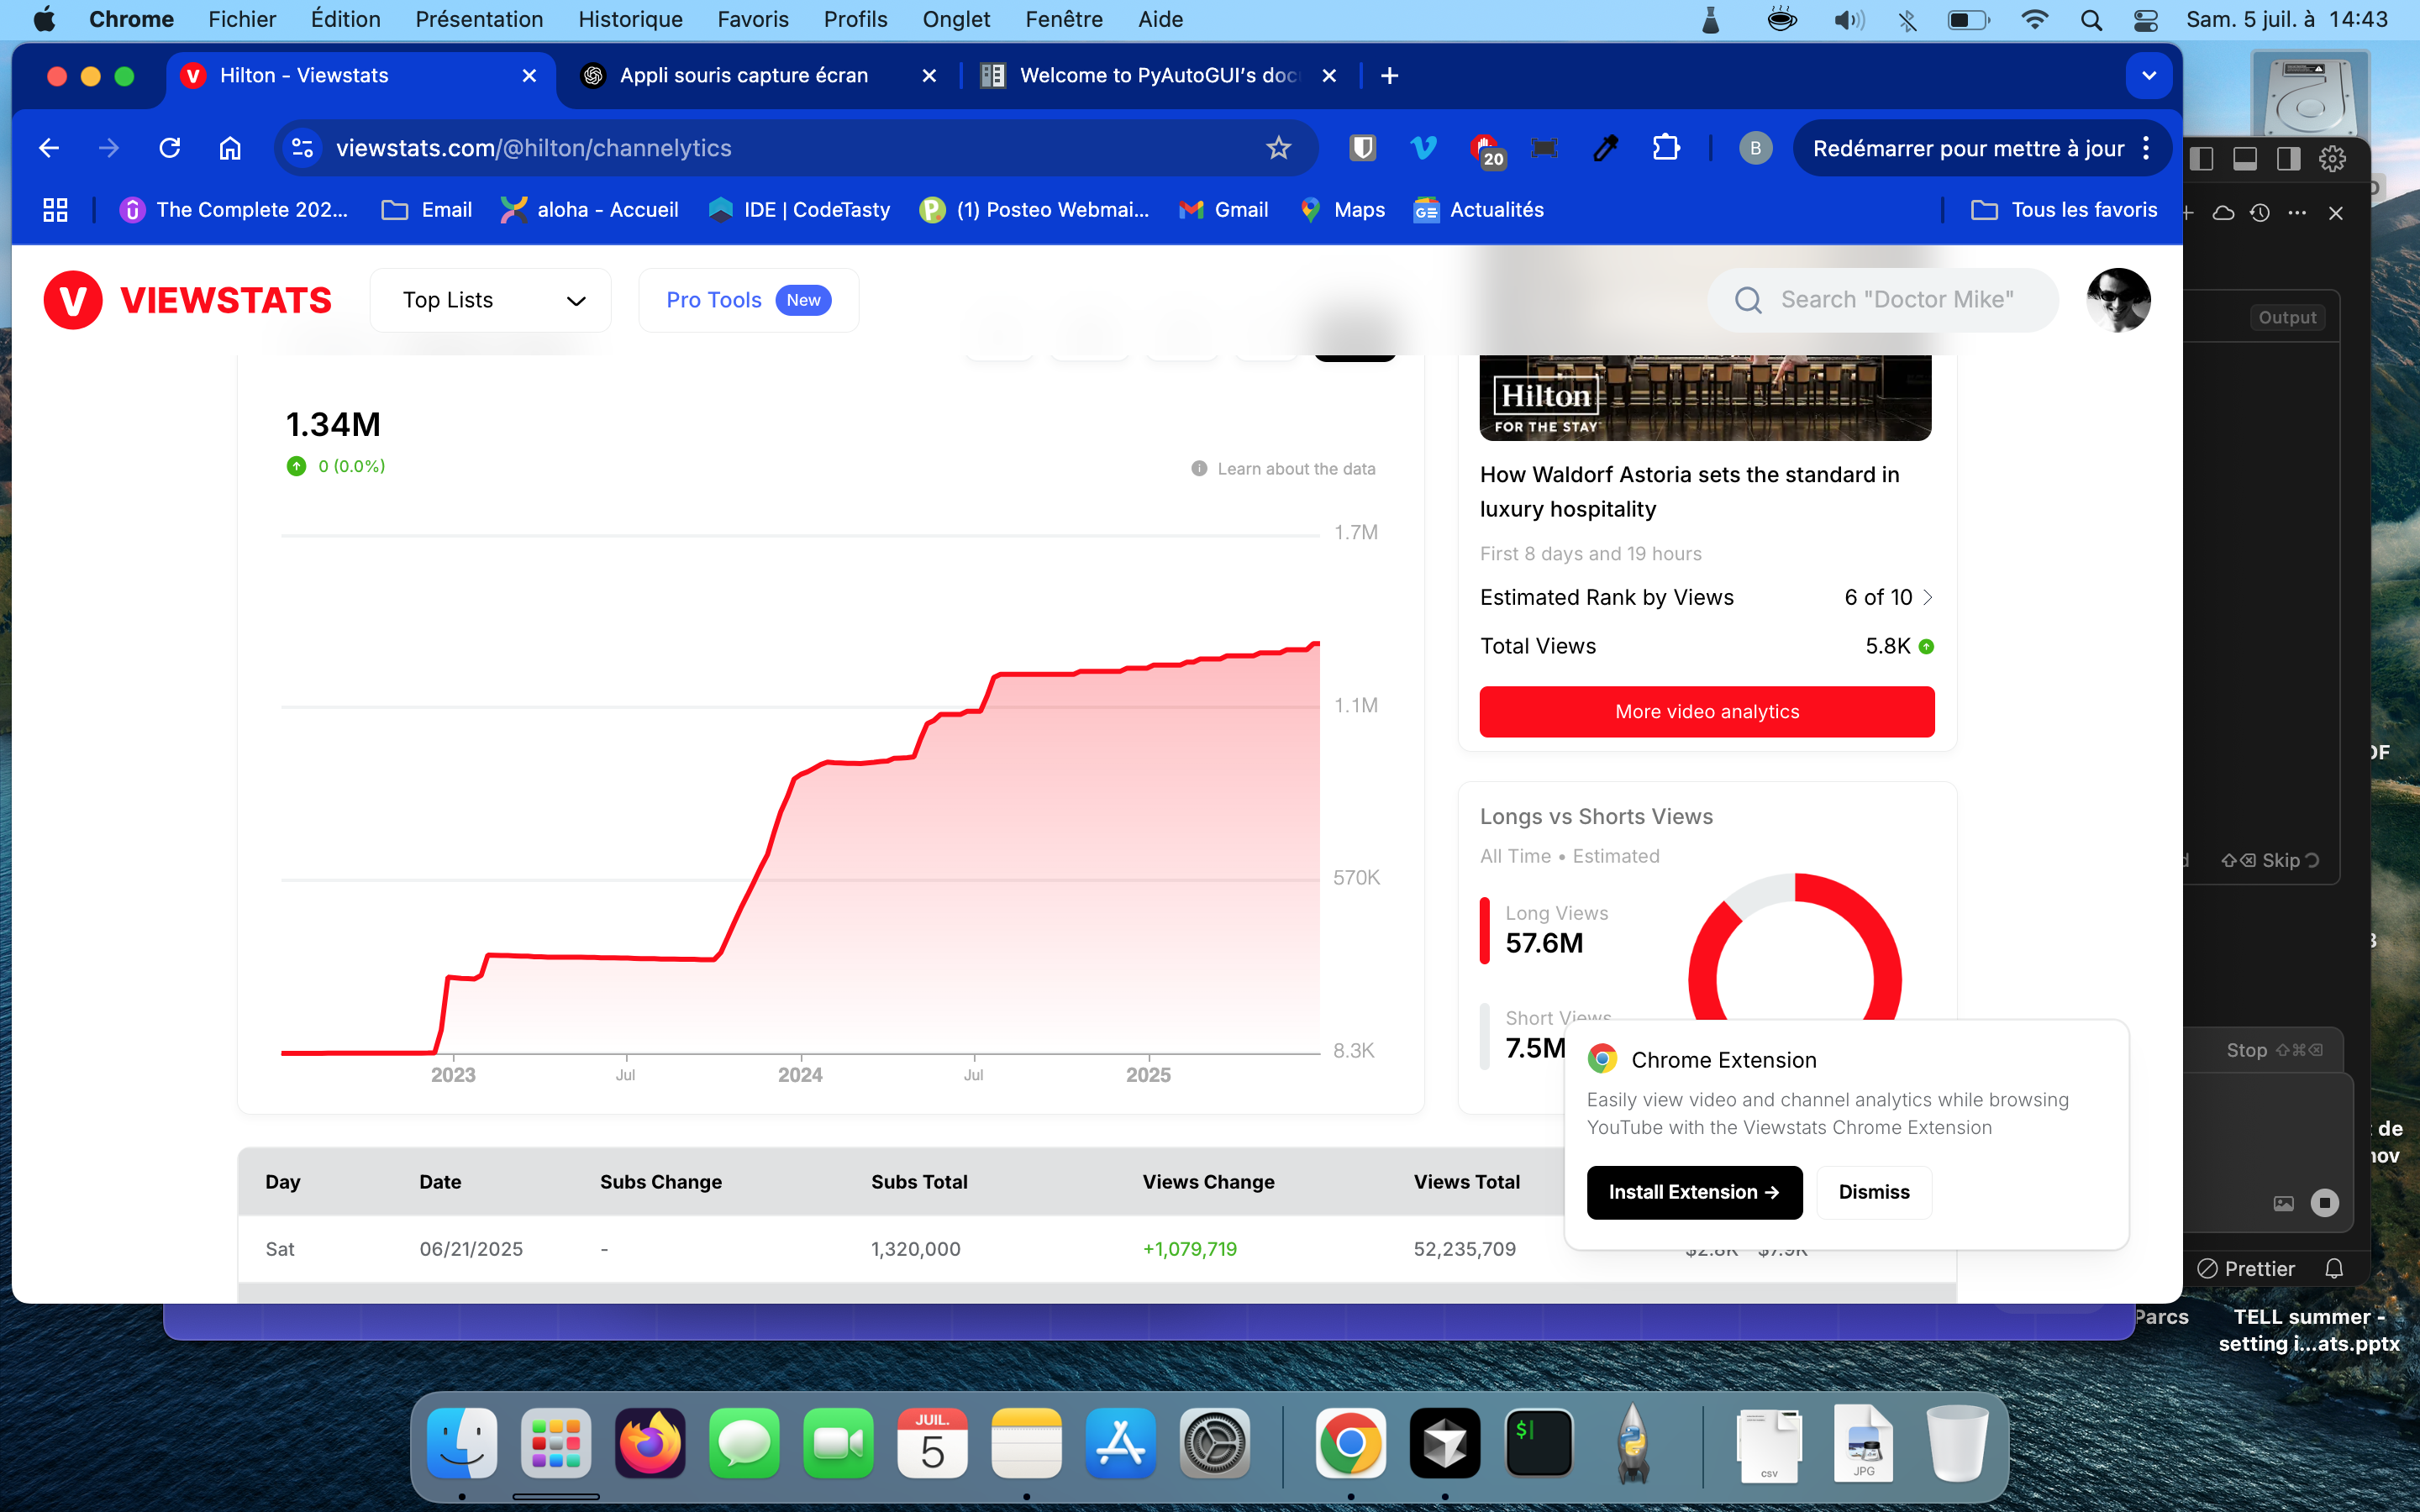 Chrome Fichier Édition Présentation Historique Favoris Profils Onglet Fenêtre Aide Sam. 5 juil. à 14:43
Hilton - Viewstats
Appli souris capture écran
Welcome to PyAutoGUI's doc
viewstats.com/@hilton/channelytics
20
B
Redémarrer pour mettre à jour
The Complete 202...
Email
aloha - Accueil
IDE | CodeTasty
(1) Posteo Webmai...
Gmail
Maps
Actualités
Tous les favoris
VIEWSTATS
Top Lists
Pro Tools New
Search "Doctor Mike"
Output
1.34M
0 (0.0%)
Learn about the data
1.7M
1.1M
570K
8.3K
2023
Jul
2024
Jul
2025
Hilton
FOR THE STAY
How Waldorf Astoria sets the standard in
luxury hospitality
First 8 days and 19 hours
Estimated Rank by Views 6 of 10
Total Views 5.8K
More video analytics
Longs vs Shorts Views
All Time • Estimated
Long Views
57.6M
Short Views
7.5M
Chrome Extension
Easily view video and channel analytics while browsing
YouTube with the Viewstats Chrome Extension
Install Extension →
Dismiss
Day Date Subs Change Subs Total Views Change Views Total
Sat 06/21/2025 - 1,320,000 +1,079,719 52,235,709
Skip
Stop
Prettier
de
nov
Parcs
TELL summer -
setting i...ats.pptx
JUIL.
5
$
CSV
JPG